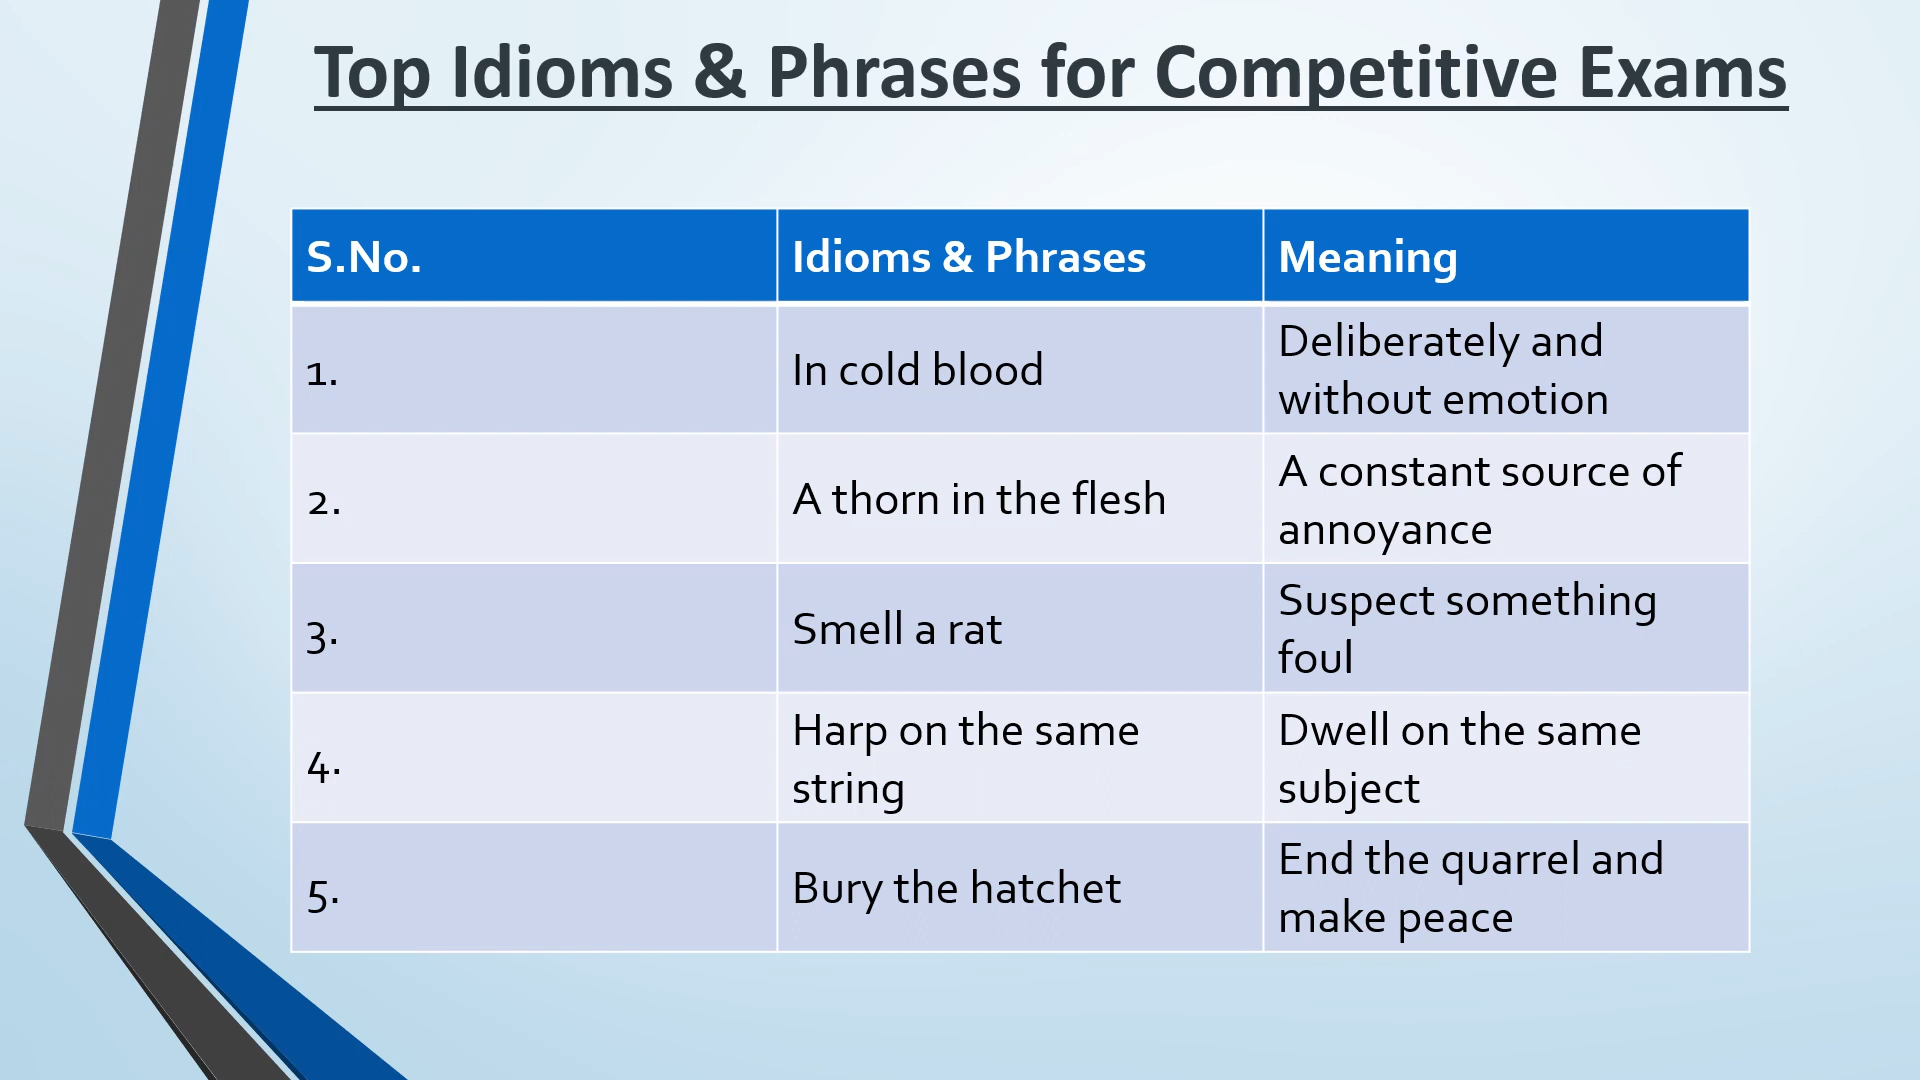 Top Idioms & Phrases for Competitive Exams
S.No. Idioms & Phrases Meaning
1. In cold blood Deliberately and
without emotion
2. A thorn in the flesh A constant source of
annoyance
3. Smell a rat Suspect something
foul
4. Harp on the same
string
Dwell on the same
subject
5. Bury the hatchet End the quarrel and
make peace